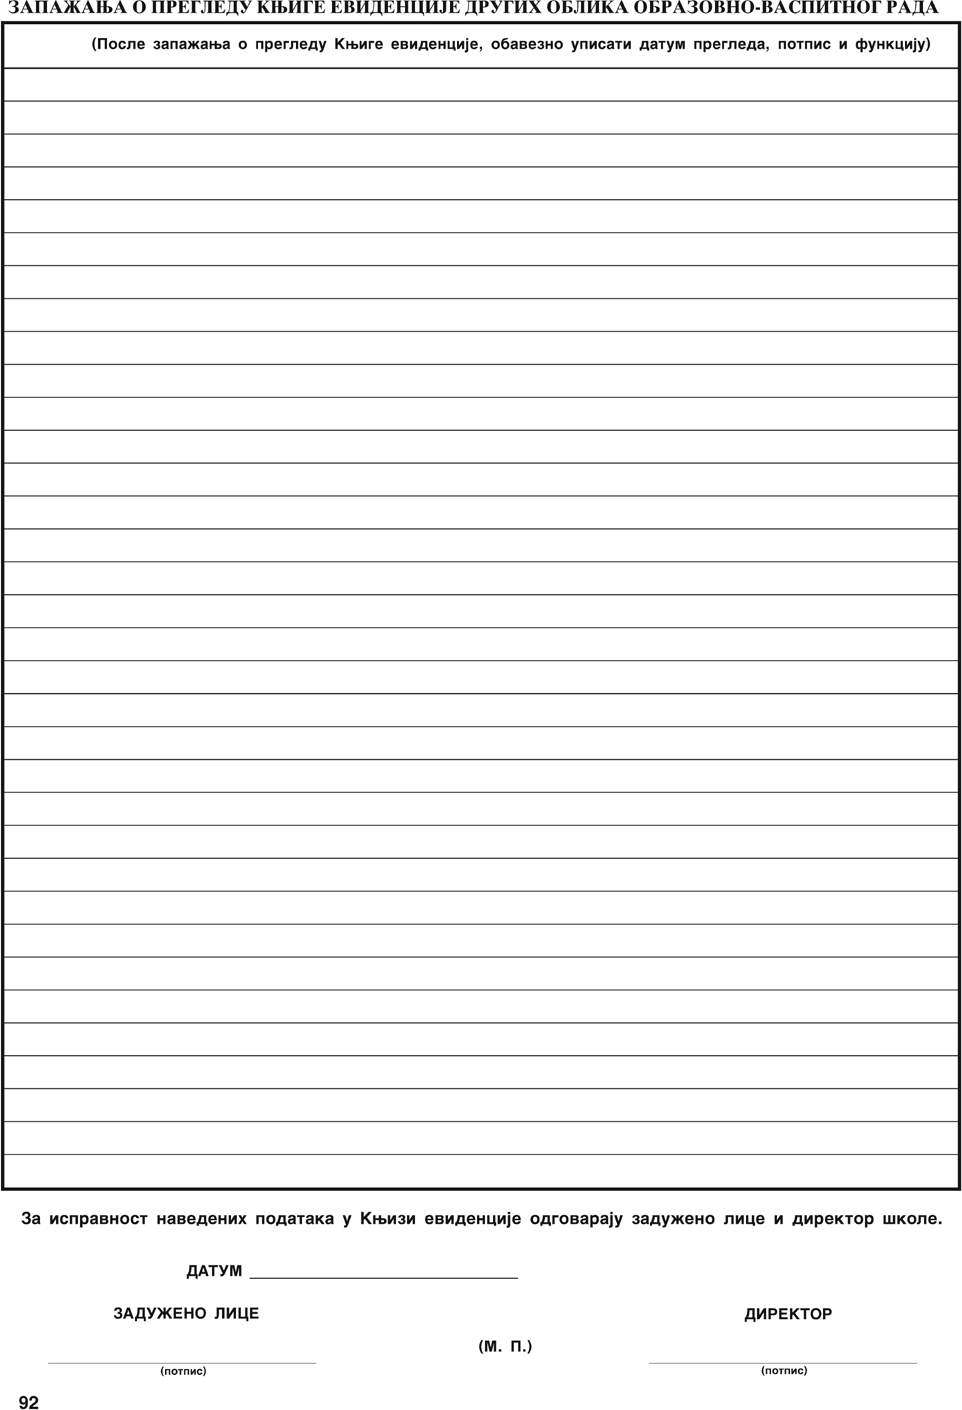 ЗАПАЖАЊА О ПРЕГЛЕДУ КЊИГЕ ЕВИДЕНЦИЈЕ ДРУГИХ ОБЛИКА ОБРАЗОВНО-ВАСПИТНОГ РАДА
(После запажања о прегледу Књиге евиденције, обавезно уписати датум прегледа, потпис и функцију)
За исправност наведених података у Књизи евиденције одговарају задужено лице и директор школе.
ДАТУМ
ЗАДУЖЕНО ЛИЦЕ
ДИРЕКТОР
(М. П.)
(потпис)
(потпис)
92